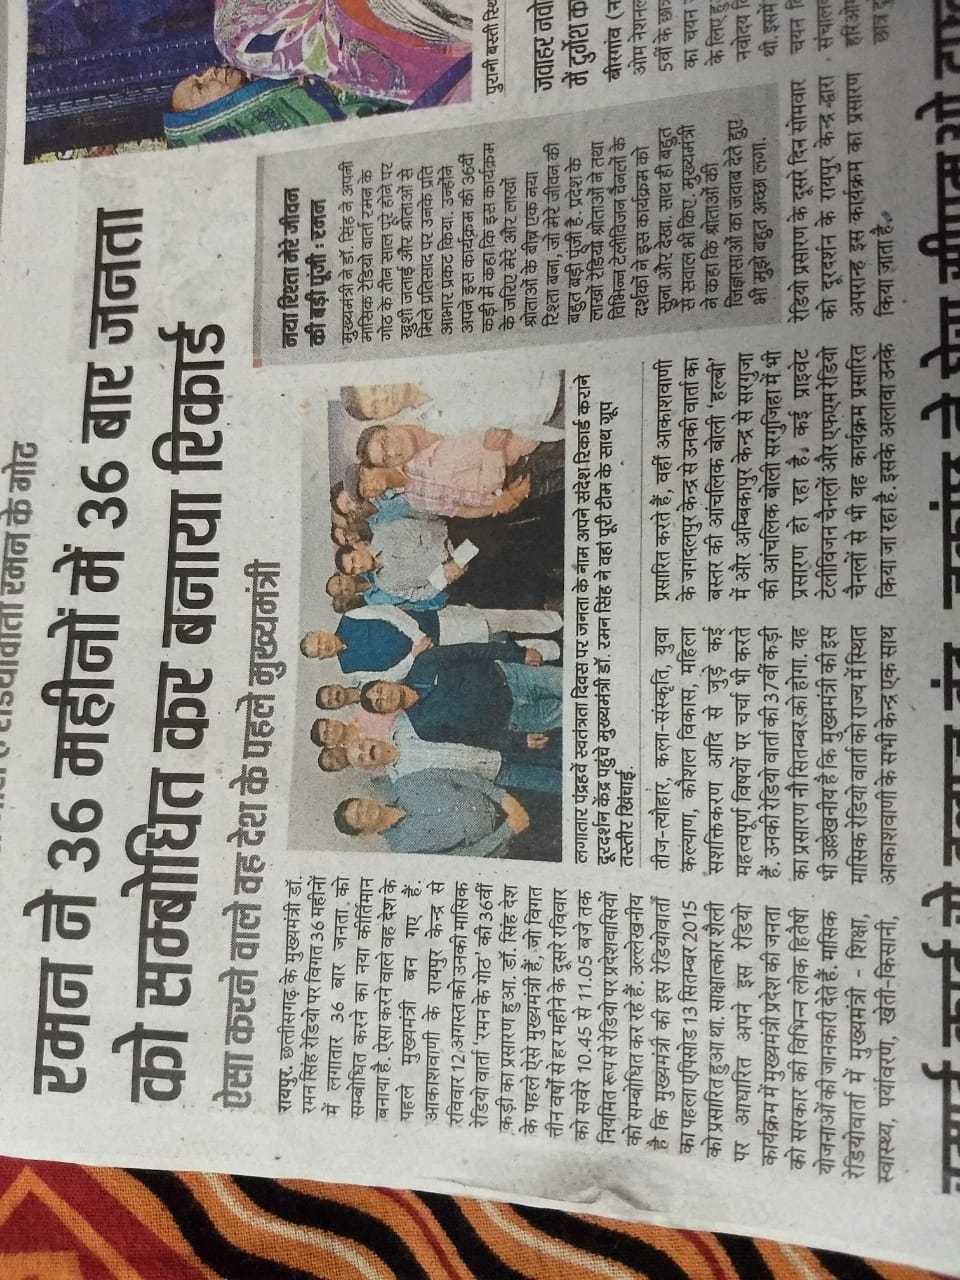 रमन के गोठ
रमन ने 36 महीनों में 36 बार जनता
को सम्बोधित कर बनाया रिकार्ड
ऐसा करने वाले वह देश के पहले मुख्यमंत्री
रायपुर. छत्तीसगढ़ के मुख्यमंत्री डॉ.
रमन सिंह रेडियो पर विगत 36 महीनों
में लगातार 36 बार जनता को
सम्बोधित करने का नया कीर्तिमान
बनाया है. ऐसा करने वाले वह देश के
पहले मुख्यमंत्री बन गए है.
आकाशवाणी के रायपुर केन्द्र से
रविवार 12 अगस्त को उनकी मासिक
रेडियो वार्ता 'रमन के गोठ' की 36वीं
कड़ी का प्रसारण हुआ. डॉ. सिंह देश
के पहले ऐसे मुख्यमंत्री हैं, जो विगत
तीन वर्षों से हर महीने के दूसरे रविवार
को सवेरे 10.45 से 11.05 बजे तक
नियमित रूप से रेडियो पर प्रदेशवासियों
को सम्बोधित कर रहे हैं. उल्लेखनीय
है कि मुख्यमंत्री की इस रेडियोवार्ता
का पहला एपिसोड 13 सितम्बर 2015
को प्रसारित हुआ था. साक्षात्कार शैली
पर आधारित अपने इस रेडियो
कार्यक्रम में मुख्यमंत्री प्रदेश की जनता
को सरकार की विभिन्न लोक हितैषी
योजनाओं की जानकारी देते हैं. मासिक
रेडियोवार्ता में मुख्यमंत्री - शिक्षा,
स्वास्थ्य, पर्यावरण, खेती-किसानी,
लगातार पंद्रहवें स्वतंत्रता दिवस पर जनता के नाम अपने संदेश रिकार्ड कराने
दूरदर्शन केंद्र पहुंचे मुख्यमंत्री डॉ. रमन सिंह ने वहां पूरी टीम के साथ ग्रुप
तस्वीर खिंचाई.
तीज-त्योहार, कला-संस्कृति, युवा
कल्याण, कौशल विकास, महिला
सशक्तिकरण आदि से जुड़े कई
महत्वपूर्ण विषयों पर चर्चा भी करते
हैं. उनकी रेडियो वार्ता की 37वीं कड़ी
का प्रसारण नौ सितम्बर को होगा. यह
भी उल्लेखनीय है कि मुख्यमंत्री की इस
मासिक रेडियो वार्ता को राज्य में स्थित
आकाशवाणी के सभी केन्द्र एक साथ
प्रसारित करते हैं, वहीं आकाशवाणी
के जगदलपुर केन्द्र से उनकी वार्ता का
बस्तर की आंचलिक बोली 'हल्बी'
में और अम्बिकापुर केन्द्र से सरगुजा
की आंचलिक बोली सरगुजिहा में भी
प्रसारण हो रहा है. कई प्राइवेट
टेलीविजन चैनलों और एफएम रेडियो
चैनलों से भी यह कार्यक्रम प्रसारित
किया जा रहा है. इसके अलावा उनके
रेडियो प्रसारण के दूसरे दिन सोमवार
को दूरदर्शन के रायपुर केन्द्र द्वारा
अपरान्ह इस कार्यक्रम का प्रसारण
किया जाता है.
नया रिश्ता मेरे जीवन
की बड़ी पूंजी : रमन
मुख्यमंत्री ने डॉ. सिंह ने अपनी
मासिक रेडियो वार्ता रमन के
गोठ के तीन साल पूरे होने पर
खुशी जताई और श्रोताओं से
मिले प्रतिसाद पर उनके प्रति
आभार प्रकट किया. उन्होंने
अपने इस कार्यक्रम की 36वीं
कड़ी में कहा कि इस कार्यक्रम
के जरिए मेरे और लाखों
श्रोताओं के बीच एक नया
रिश्ता बना, जो मेरे जीवन की
बहुत बड़ी पूंजी है. प्रदेश के
लाखों रेडियो श्रोताओं ने तथा
विभिन्न टेलीविजन चैनलों के
दर्शकों ने इस कार्यक्रम को
सुना और देखा. साथ ही बहुत
से सवाल भी किए. मुख्यमंत्री
ने कहा कि श्रोताओं की
जिज्ञासाओं का जवाब देते हुए
भी मुझे बहुत अच्छा लगा.
पुरानी बस्ती
जवाहर
में दुर्गेश
बीरगांव
ओम
5वीं के
का चयन
के लिए
नवोदय
थी. इसमें
चयन
संचालक
छात्र